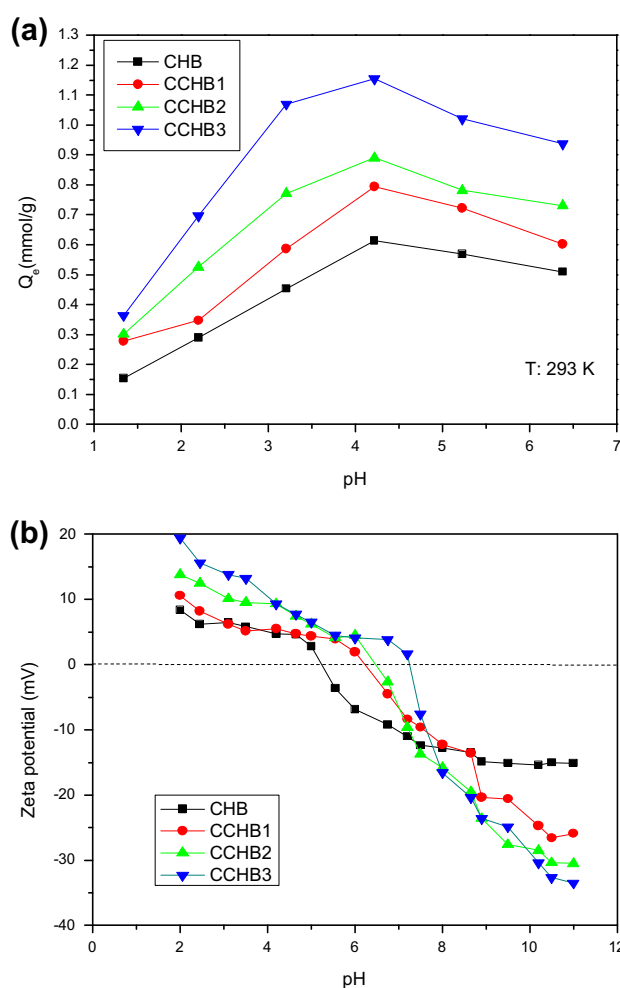 (a)
1.3
1.2
1.1
1.0
0.9
0.8
0.7
0.6
0.5
0.4
0.3
0.2
0.1
0.0
Qe(mmol/g)
CHB
CCHB1
CCHB2
CCHB3
T: 293 K
1 2 3 4 5 6 7
pH
(b)
20
10
0
-10
-20
-30
-40
Zeta potential (mV)
CHB
CCHB1
CCHB2
CCHB3
0 2 4 6 8 10 12
pH